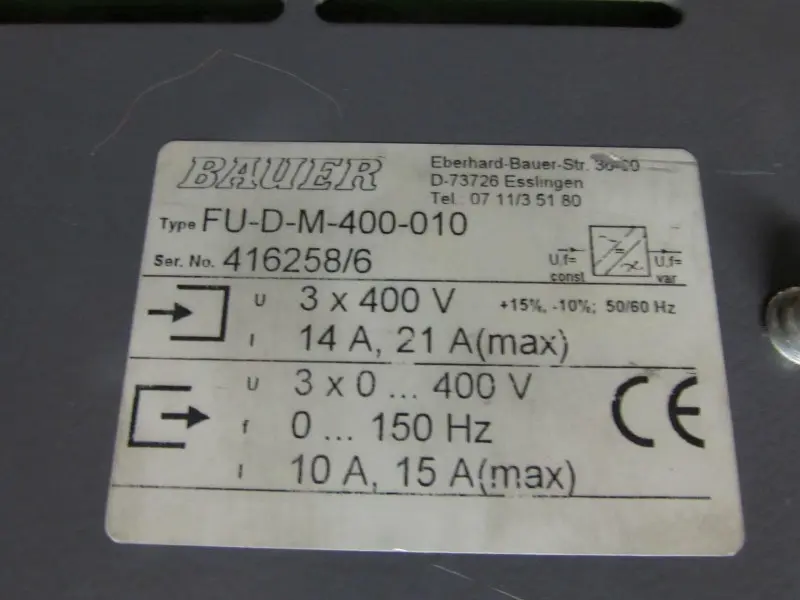 BAUER
Eberhard-Bauer-Str.
D-73726 Esslingen
Tel.: 07 11/3 51 80
Type FU-D-M-400-010
Ser. No. 416258/6
U,f= const
U,f= var
U 3 x 400 V +15%, -10%; 50/60 Hz
I 14 A, 21 A(max)
U 3 x 0 ... 400 V
f 0 ... 150 Hz
I 10 A, 15 A(max)
CE